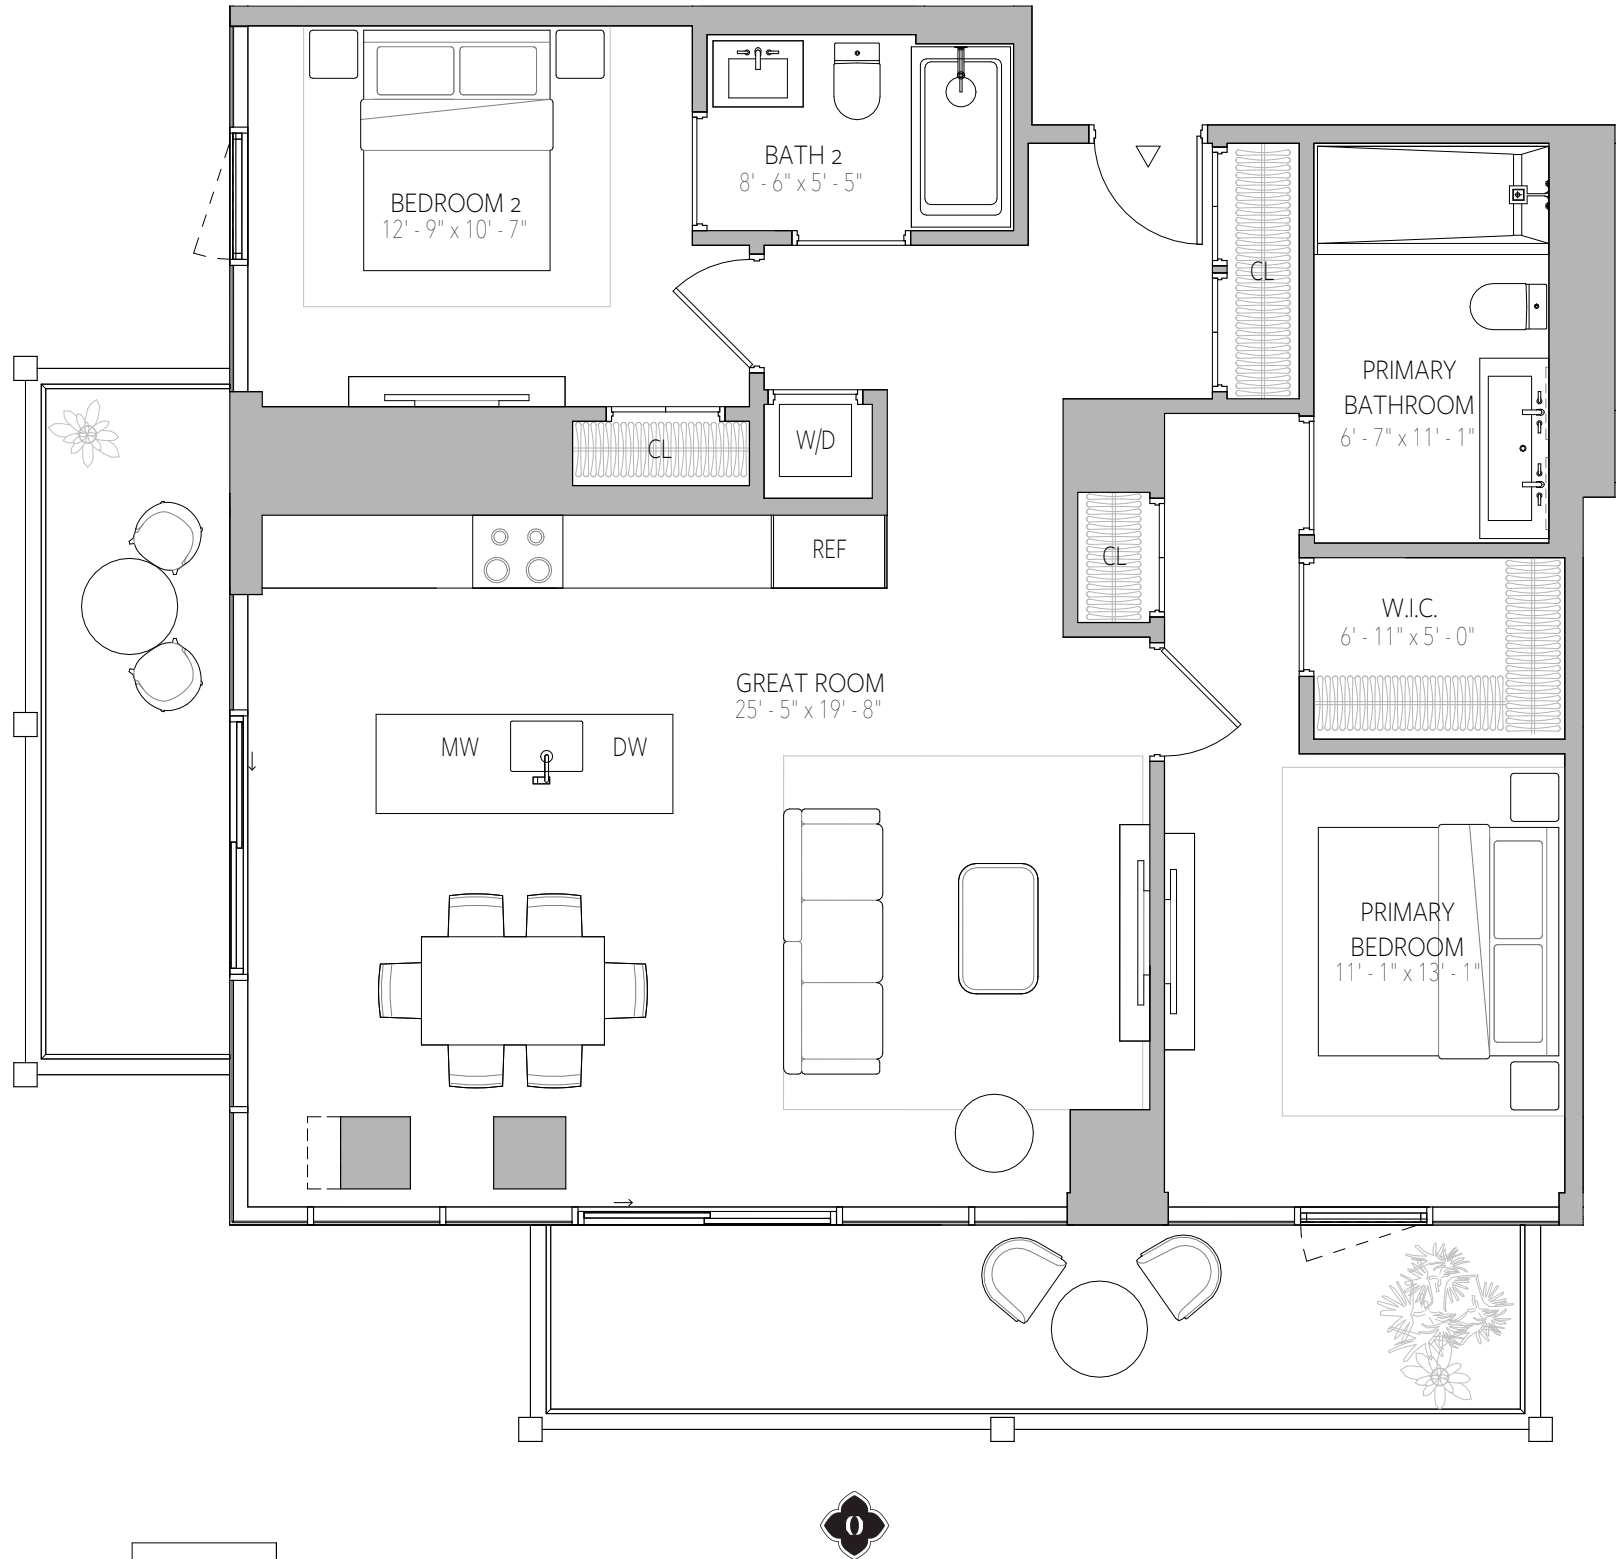 BATH 2
8' - 6" x 5' - 5"
BEDROOM 2
12' - 9" x 10' - 7"
CL
PRIMARY
BATHROOM
6' - 7" x 11' - 1"
CL
W/D
REF
CL
W.I.C.
6' - 11" x 5' - 0"
GREAT ROOM
25' - 5" x 19' - 8"
MW
DW
PRIMARY
BEDROOM
11' - 1" x 13' - 1"
0